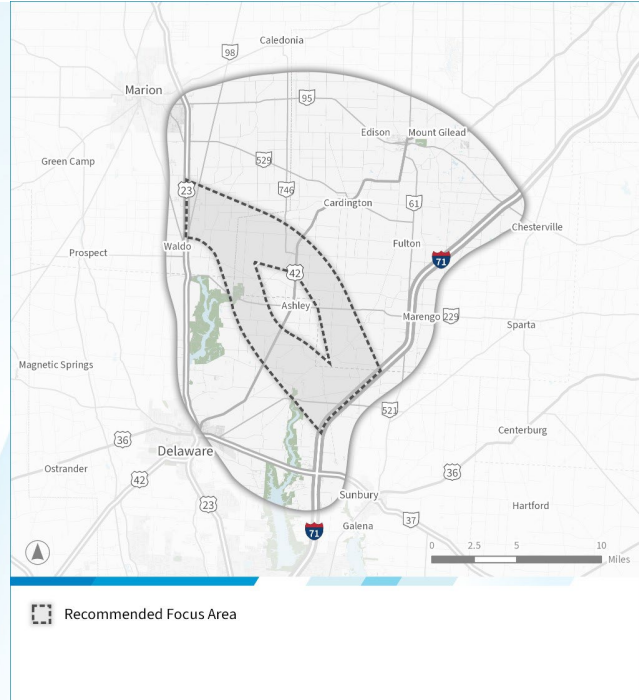 Caledonia
98
Marion
95
Edison
Mount Gilead
529
Green Camp
23
746
Cardington
61
Chesterville
Waldo
Fulton
Prospect
71
42
Ashley
Marengo
229
Sparta
Magnetic Springs
521
Centerburg
36
Delaware
Ostrander
42
36
Sunbury
23
Hartford
37
Galena
71
0 2.5 5 10
Miles
Recommended Focus Area